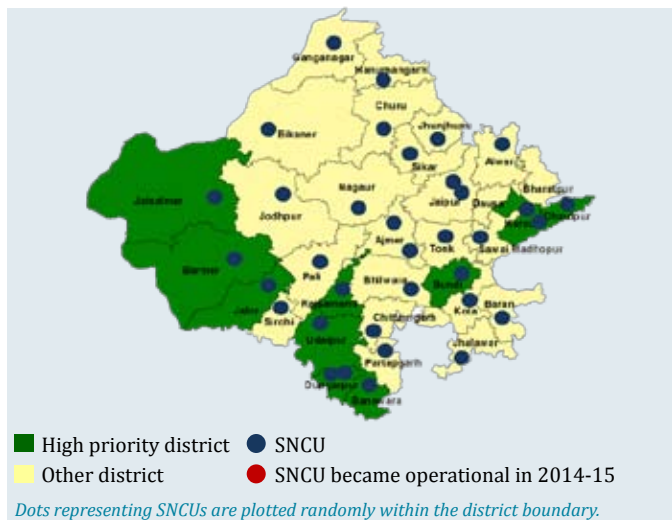 Ganganagar
Hanumangarh
Churu
Jhunjhunu
Bikaner
Sikar
Alwar
Nagaur
Jaipur
Dausa
Bharatpur
Jaisalmer
Jodhpur
Dholpur
Ajmer
Tonk
Sawai Madhopur
Barmer
Pali
Bhilwara
Bundi
Jalor
Rajsamand
Kota
Baran
Sirohi
Chittorgarh
Udaipur
Jhalawar
Partapgarh
Dungarpur
Banswara
High priority district SNCU
Other district SNCU became operational in 2014-15
Dots representing SNCUs are plotted randomly within the district boundary.